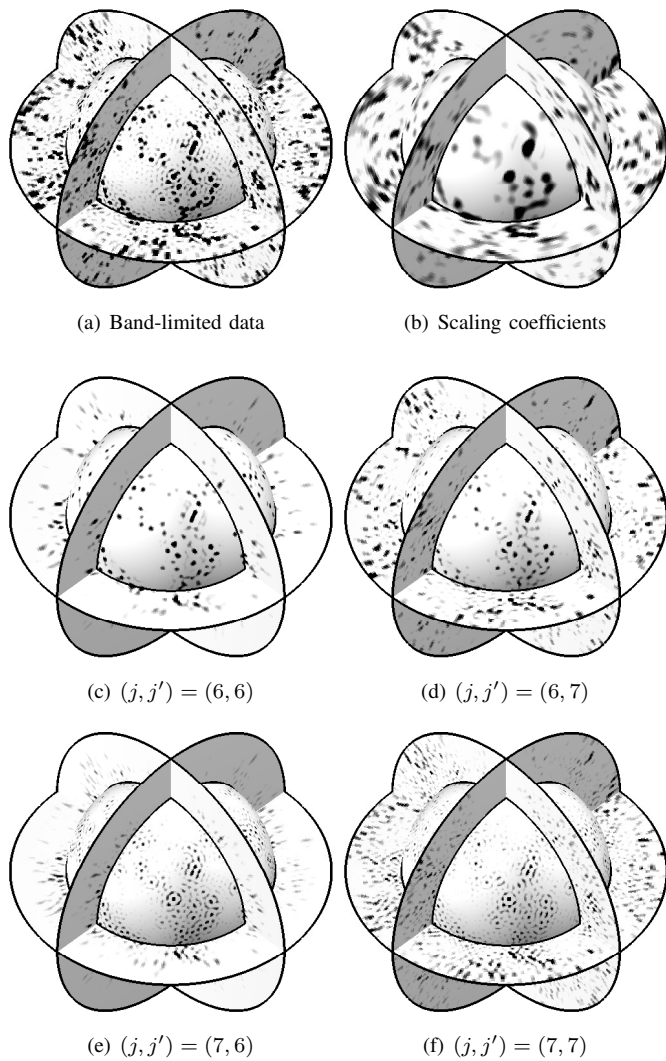 (a) Band-limited data
(b) Scaling coefficients
(c) (j, j′) = (6, 6)
(d) (j, j′) = (6, 7)
(e) (j, j′) = (7, 6)
(f) (j, j′) = (7, 7)